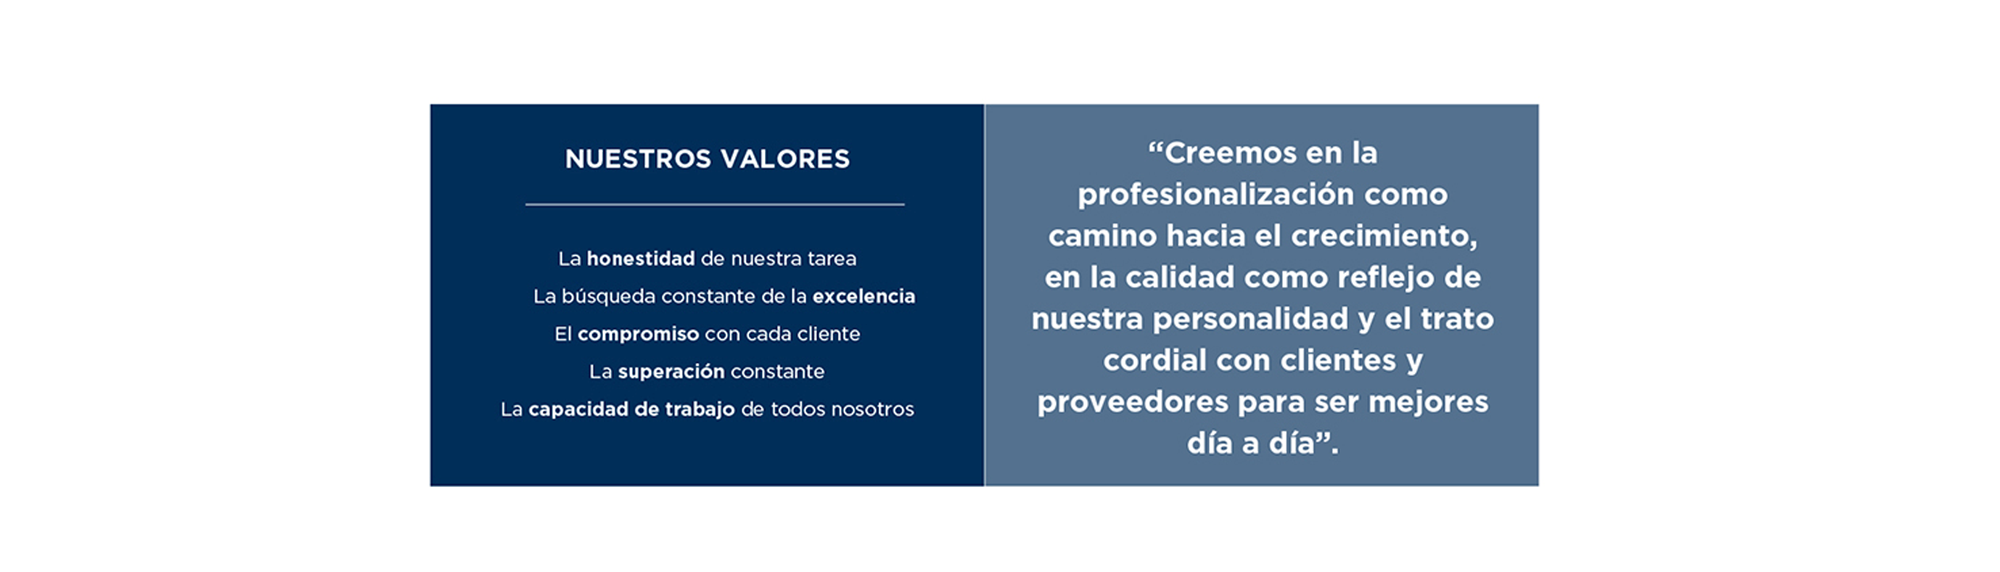 NUESTROS VALORES
La honestidad de nuestra tarea
La búsqueda constante de la excelencia
El compromiso con cada cliente
La superación constante
La capacidad de trabajo de todos nosotros
“Creemos en la
profesionalización como
camino hacia el crecimiento,
en la calidad como reflejo de
nuestra personalidad y el trato
cordial con clientes y
proveedores para ser mejores
día a día”.